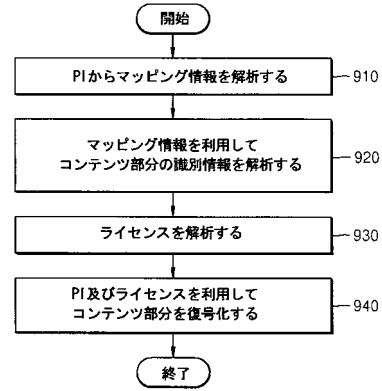 開始
PIからマッピング情報を解析する
910
マッピング情報を利用して
コンテンツ部分の識別情報を解析する
920
ライセンスを解析する
930
PI及びライセンスを利用して
コンテンツ部分を復号化する
940
終了